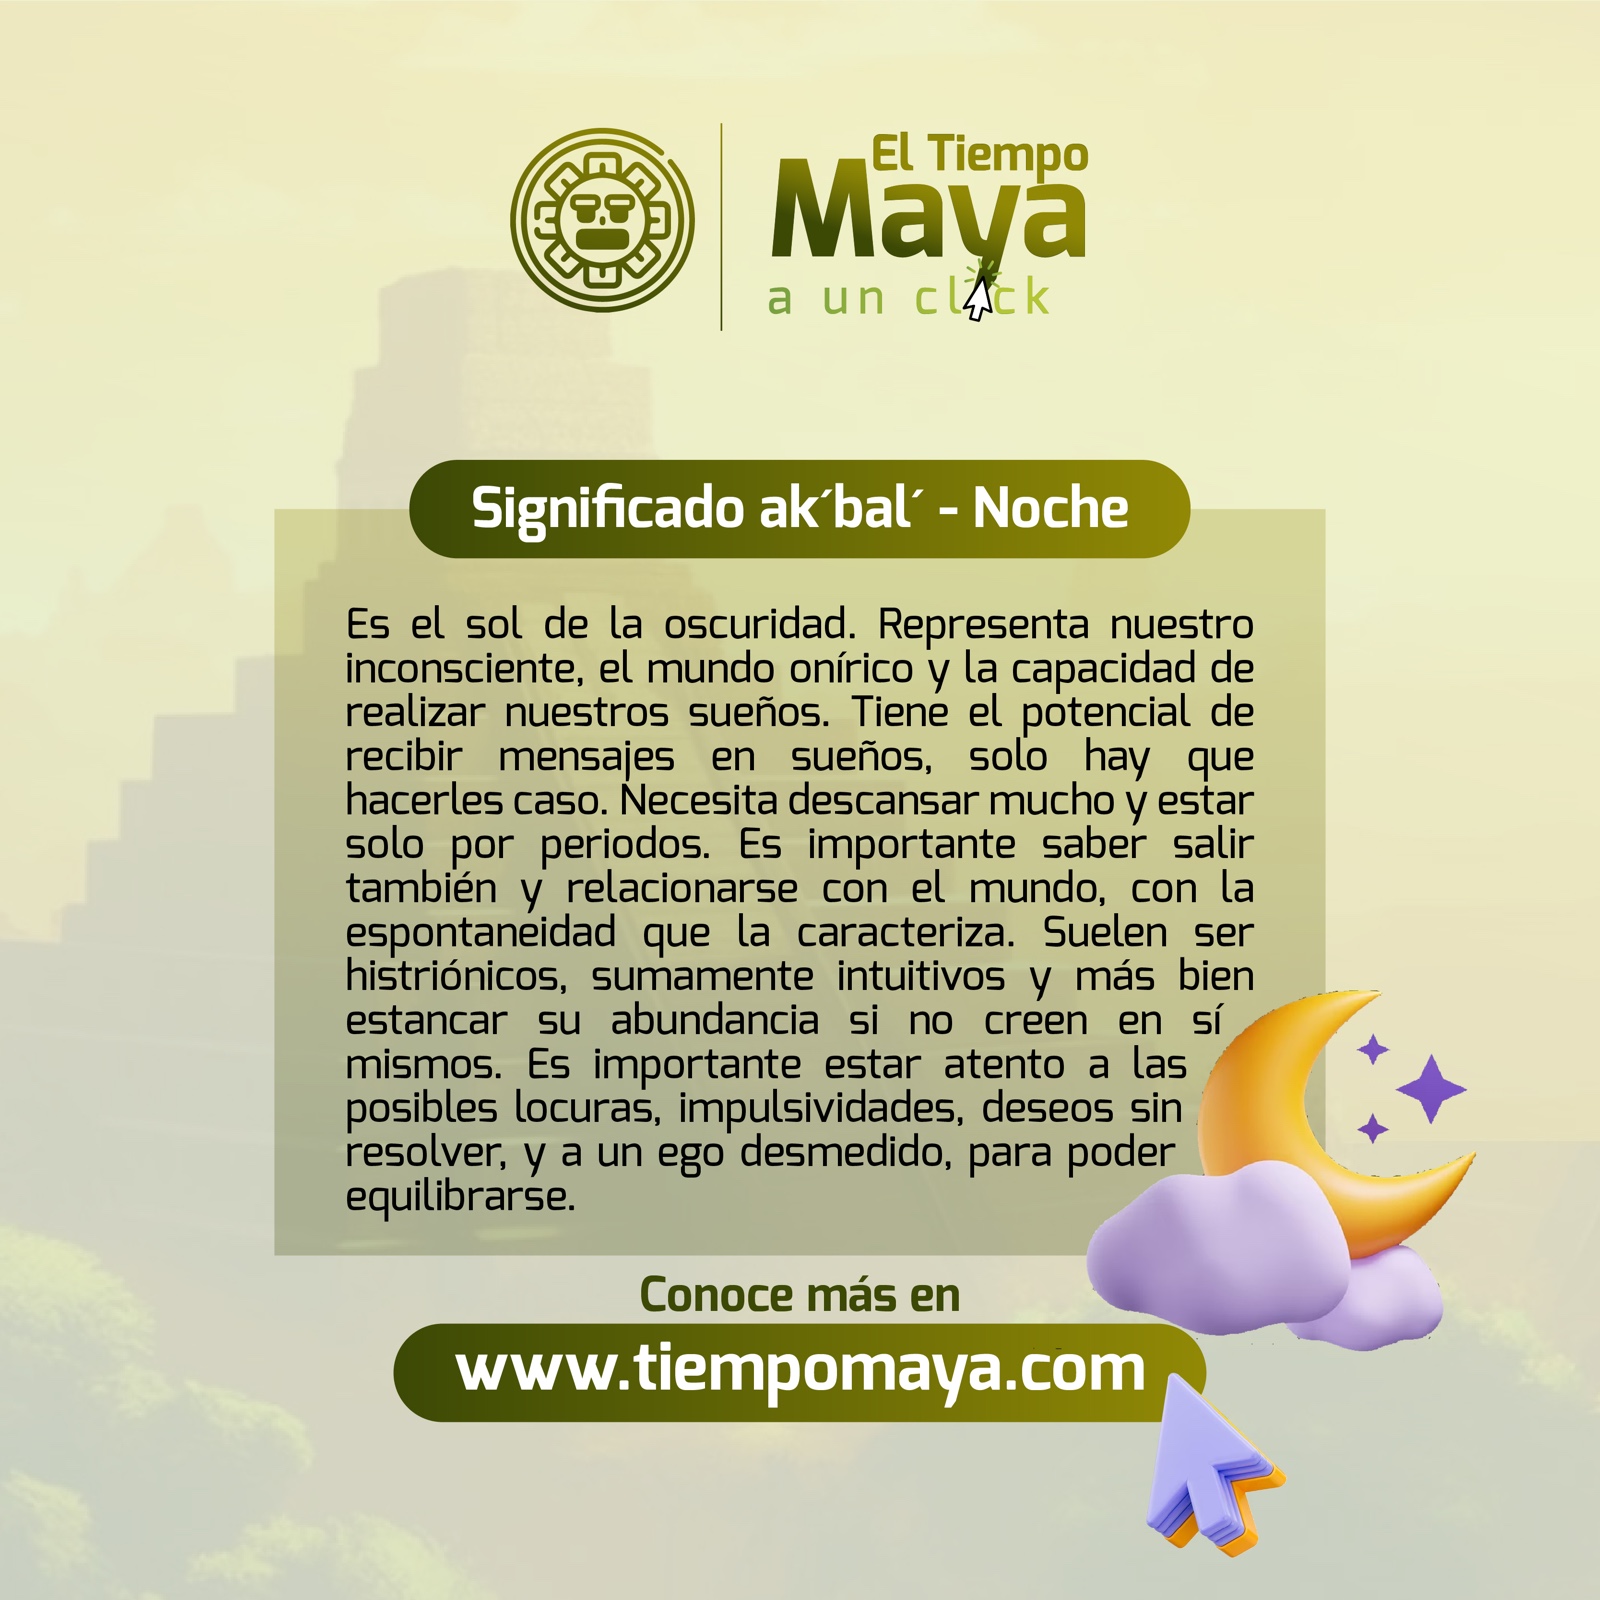 El Tiempo
Maya
a un click
Significado ak´bal´ - Noche
Es el sol de la oscuridad. Representa nuestro
inconsciente, el mundo onírico y la capacidad de
realizar nuestros sueños. Tiene el potencial de
recibir mensajes en sueños, solo hay que
hacerles caso. Necesita descansar mucho y estar
solo por periodos. Es importante saber salir
también y relacionarse con el mundo, con la
espontaneidad que la caracteriza. Suelen ser
histriónicos, sumamente intuitivos y más bien
estancar su abundancia si no creen en sí
mismos. Es importante estar atento a las
posibles locuras, impulsividades, deseos sin
resolver, y a un ego desmedido, para poder
equilibrarse.
Conoce más en
www.tiempomaya.com